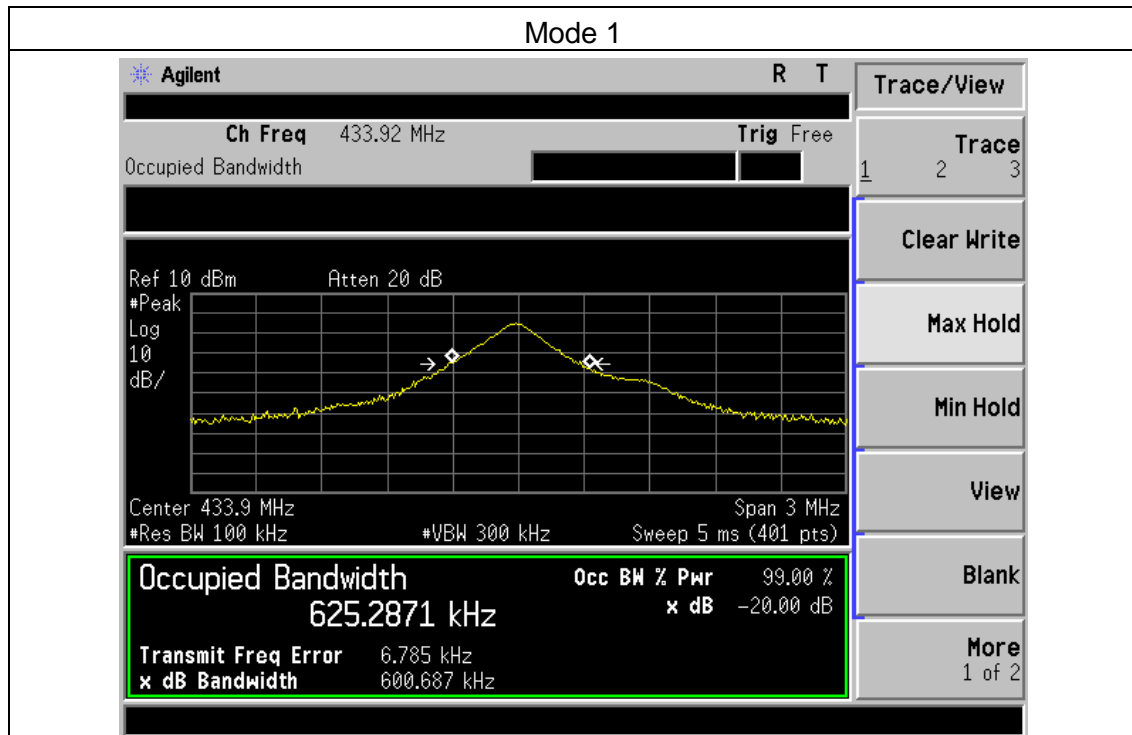 Mode 1
Agilent R T
Trace/View
Ch Freq 433.92 MHz Trig Free
Occupied Bandwidth
Trace
1 2 3
Clear Write
Max Hold
Min Hold
View
Blank
More
1 of 2
Ref 10 dBm Atten 20 dB
#Peak
Log
10
dB/
Center 433.9 MHz Span 3 MHz
#Res BW 100 kHz #VBW 300 kHz Sweep 5 ms (401 pts)
Occupied Bandwidth Occ BW % Pwr 99.00 %
625.2871 kHz x dB -20.00 dB
Transmit Freq Error 6.785 kHz
x dB Bandwidth 600.687 kHz